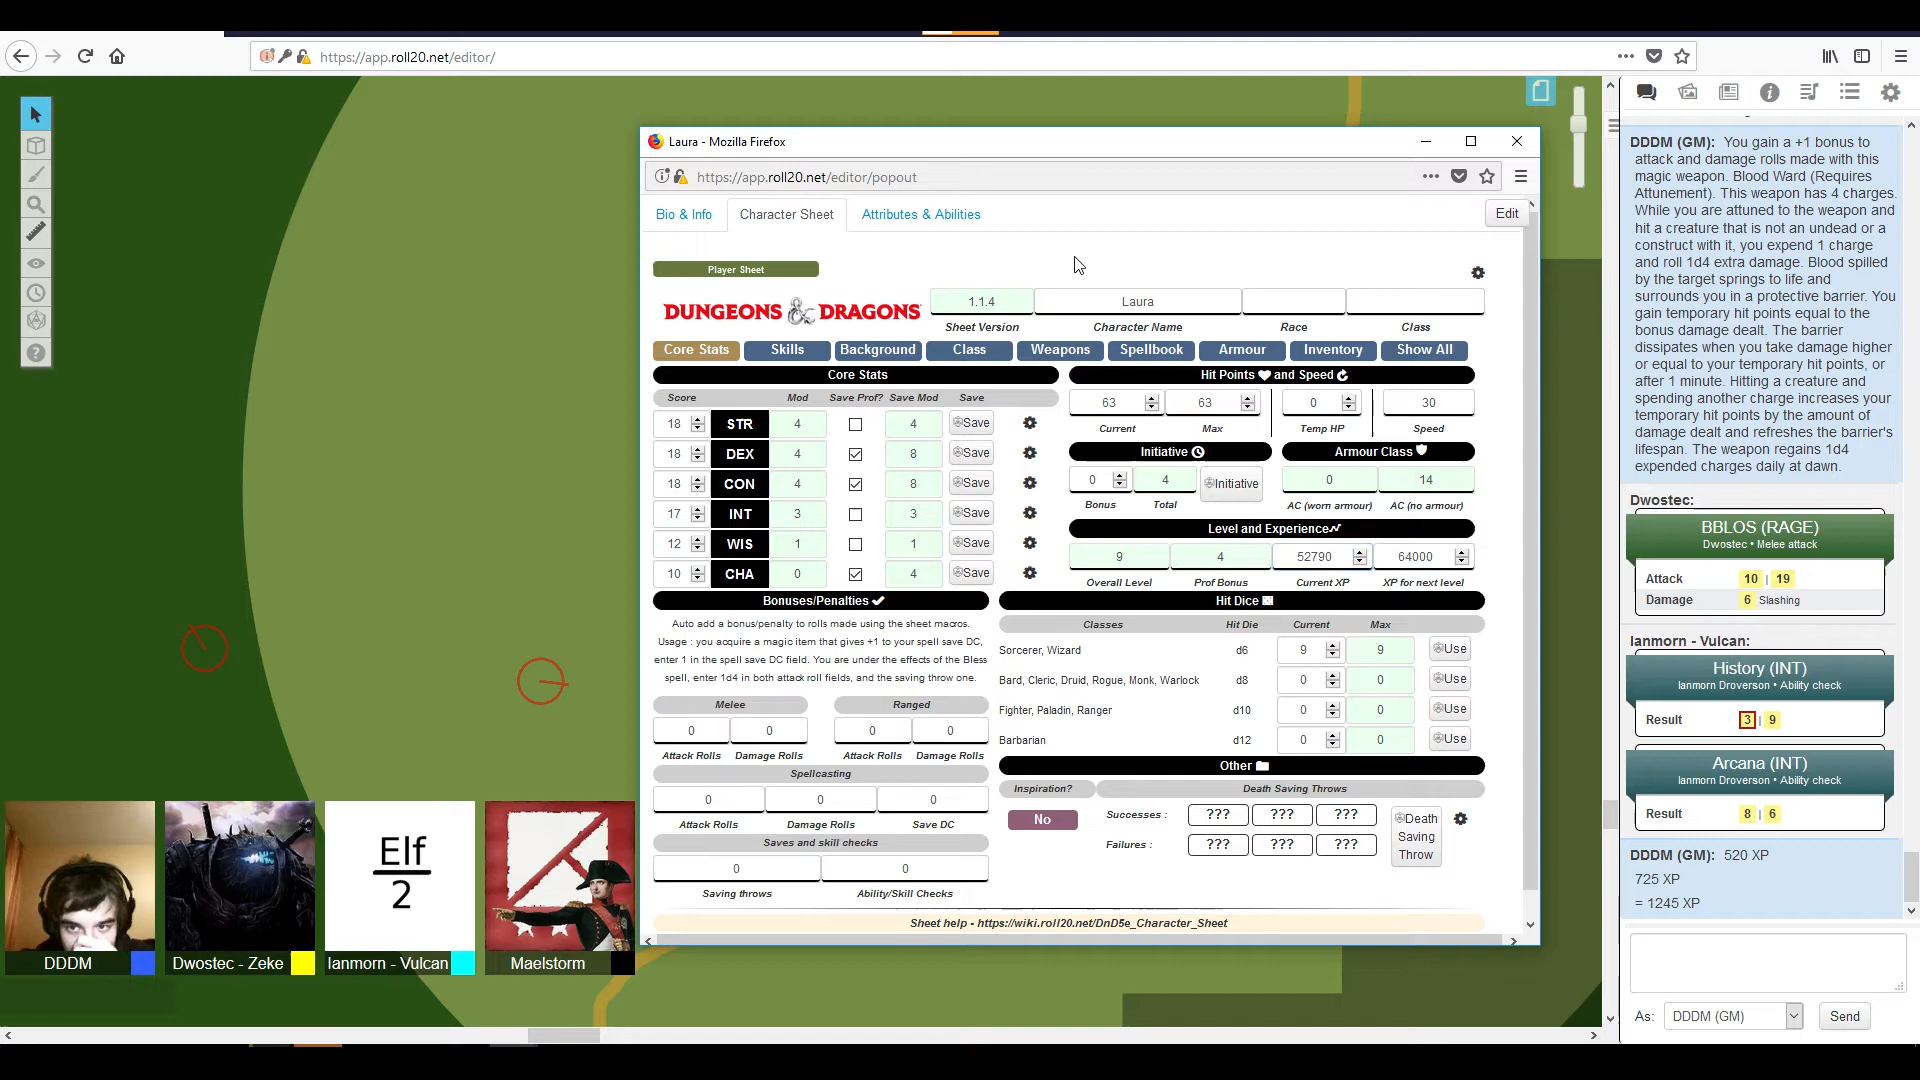 https://app.roll20.net/editor/
Laura - Mozilla Firefox
https://app.roll20.net/editor/popout
Bio & Info
Character Sheet
Attributes & Abilities
Edit
Player Sheet
DUNGEONS & DRAGONS
1.1.4
Laura
Sheet Version
Character Name
Race
Class
Core Stats
Skills
Background
Class
Weapons
Spellbook
Armour
Inventory
Show All
Core Stats
Score Mod Save Prof? Save Mod Save
18 STR 4 4 Save
18 DEX 4 8 Save
18 CON 4 8 Save
17 INT 3 3 Save
12 WIS 1 1 Save
10 CHA 0 4 Save
Hit Points and Speed
63 63 0 30
Current Max Temp HP Speed
Initiative
0 4 Initiative
Bonus Total
Armour Class
0 14
AC (worn armour) AC (no armour)
Level and Experience
9 4 52790 64000
Overall Level Prof Bonus Current XP XP for next level
Bonuses/Penalties
Auto add a bonus/penalty to rolls made using the sheet macros.
Usage : you acquire a magic item that gives +1 to your spell save DC,
enter 1 in the spell save DC field. You are under the effects of the Bless
spell, enter 1d4 in both attack roll fields, and the saving throw one.
Melee Ranged
0 0 0 0
Attack Rolls Damage Rolls Attack Rolls Damage Rolls
Spellcasting
0 0 0
Attack Rolls Damage Rolls Save DC
Saves and skill checks
0 0
Saving throws Ability/Skill Checks
Hit Dice
Classes Hit Die Current Max
Sorcerer, Wizard d6 9 9 Use
Bard, Cleric, Druid, Rogue, Monk, Warlock d8 0 0 Use
Fighter, Paladin, Ranger d10 0 0 Use
Barbarian d12 0 0 Use
Other
Inspiration? Death Saving Throws
No
Successes : ??? ??? ???
Failures : ??? ??? ???
Death
Saving
Throw
Sheet help - https://wiki.roll20.net/DnD5e_Character_Sheet
DDDM (GM): You gain a +1 bonus to
attack and damage rolls made with this
magic weapon. Blood Ward (Requires
Attunement). This weapon has 4 charges.
While you are attuned to the weapon and
hit a creature that is not an undead or a
construct with it, you expend 1 charge
and roll 1d4 extra damage. Blood spilled
by the target springs to life and
surrounds you in a protective barrier. You
gain temporary hit points equal to the
bonus damage dealt. The barrier
dissipates when you take damage higher
or equal to your temporary hit points, or
after 1 minute. Hitting a creature and
spending another charge increases your
temporary hit points by the amount of
damage dealt and refreshes the barrier's
lifespan. The weapon regains 1d4
expended charges daily at dawn.
Dwostec:
BBLOS (RAGE)
Dwostec • Melee attack
Attack 10 | 19
Damage 6 Slashing
Ianmorn - Vulcan:
History (INT)
Ianmorn Droverson • Ability check
Result 3 | 9
Arcana (INT)
Ianmorn Droverson • Ability check
Result 8 | 6
DDDM (GM): 520 XP
725 XP
= 1245 XP
As: DDDM (GM) Send
Elf
2
DDDM
Dwostec - Zeke
Ianmorn - Vulcan
Maelstorm